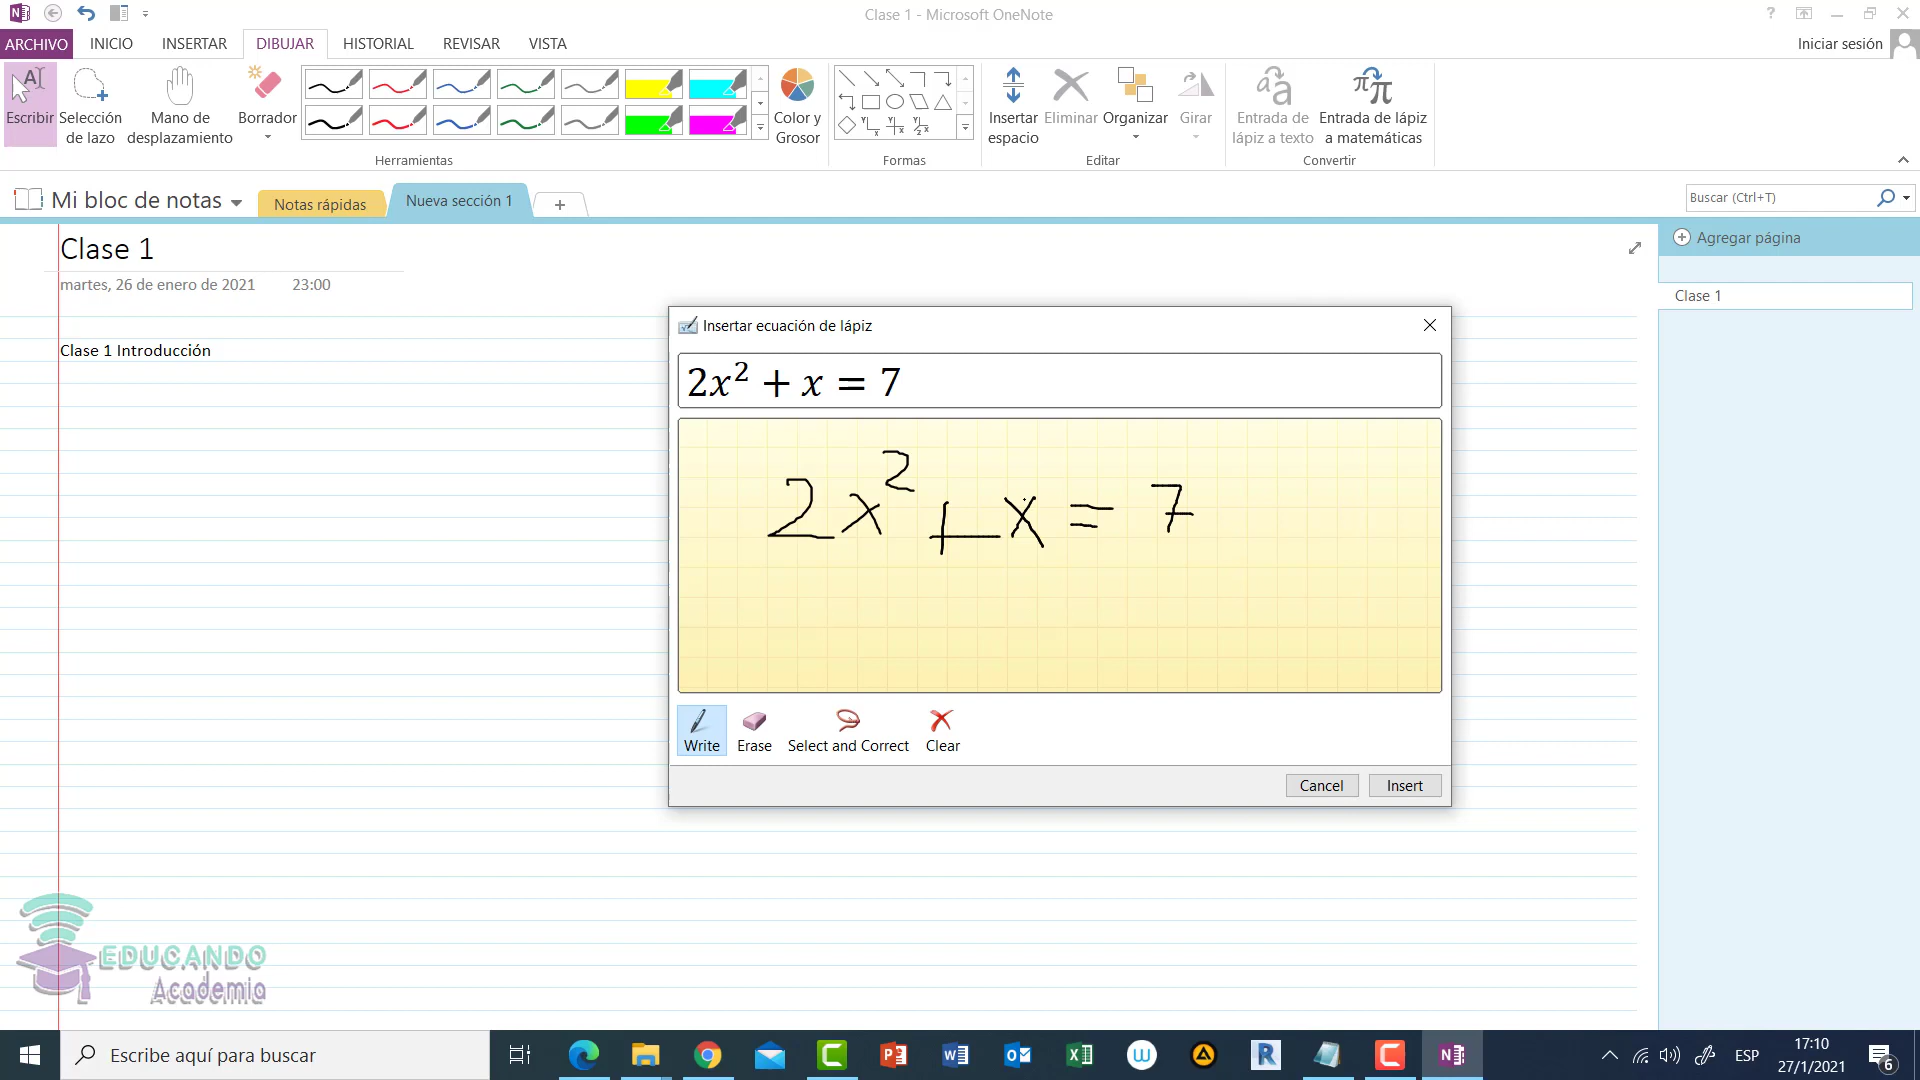 Clase 1 - Microsoft OneNote
?
ARCHIVO INICIO INSERTAR DIBUJAR HISTORIAL REVISAR VISTA
Iniciar sesión
Escribir
Selección de lazo
Mano de desplazamiento
Borrador
Herramientas
Color y Grosor
Formas
Insertar espacio
Eliminar
Organizar
Girar
Editar
Entrada de lápiz a texto
Entrada de lápiz a matemáticas
Convertir
Mi bloc de notas
Notas rápidas
Nueva sección 1
+
Buscar (Ctrl+T)
Clase 1
martes, 26 de enero de 2021 23:00
Clase 1 Introducción
Agregar página
Clase 1
Insertar ecuación de lápiz
2x² + x = 7
2x² + x = 7
Write Erase Select and Correct Clear
Cancel Insert
EDUCANDO
Academia
Escribe aquí para buscar
ESP
17:10
27/1/2021
6